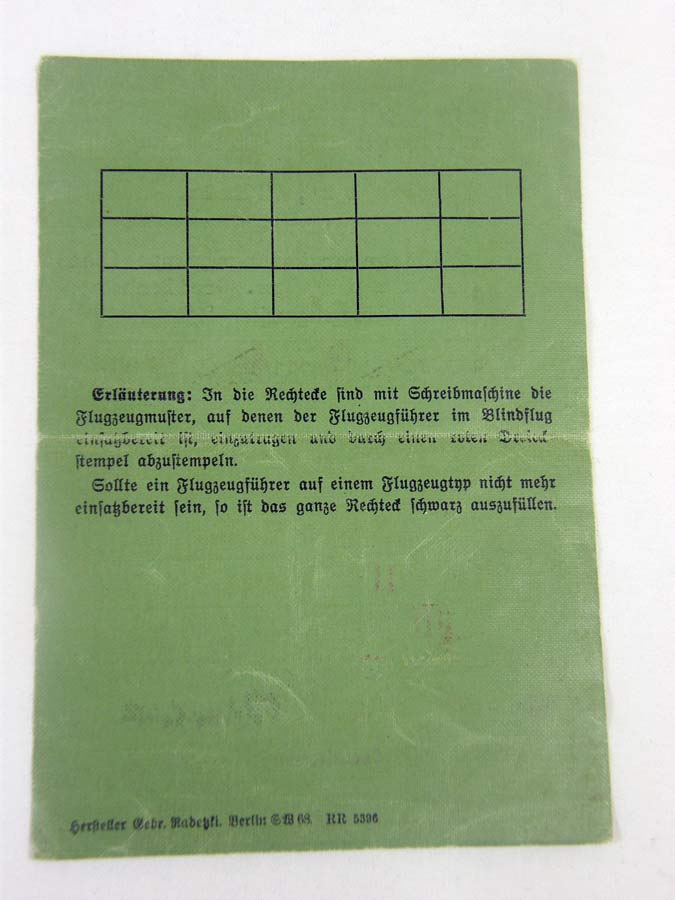 Erläuterung: In die Rechtecke sind mit Schreibmaschine die
Flugzeugmuster, auf denen der Flugzeugführer im Blindflug
einsatzbereit ist, einzutragen und durch einen roten Dreieck
stempel abzustempeln.
Sollte ein Flugzeugführer auf einem Flugzeugtyp nicht mehr
einsatzbereit sein, so ist das ganze Rechteck schwarz auszufüllen.
Hersteller Gebr. Radetzki. Berlin SW 68. RR 5396